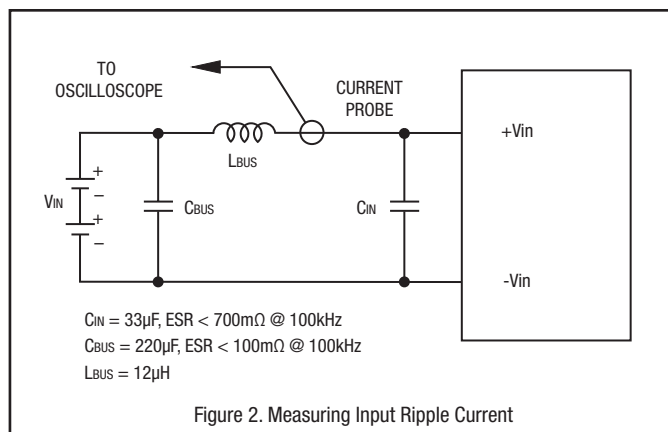 TO
OSCILLOSCOPE
CURRENT
PROBE
+Vin
LBUS
+
−
+
−
VIN
CBUS
CIN
-Vin
CIN = 33µF, ESR < 700mΩ @ 100kHz
CBUS = 220µF, ESR < 100mΩ @ 100kHz
LBUS = 12µH
Figure 2. Measuring Input Ripple Current